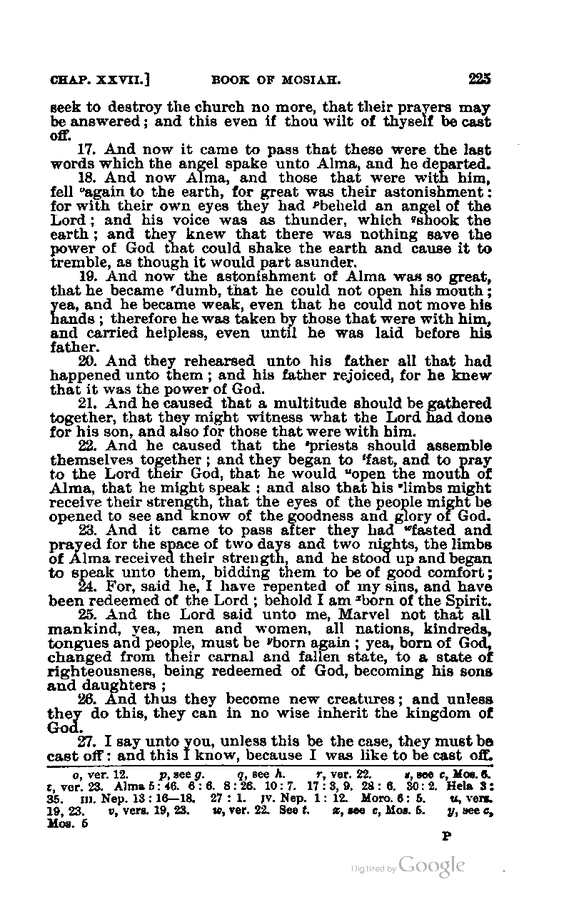 CHAP. XXVII.] BOOK OF MOSIAH. 225
seek to destroy the church no more, that their prayers may
be answered; and this even if thou wilt of thyself be cast
off.
17. And now it came to pass that these were the last
words which the angel spake unto Alma, and he departed.
18. And now Alma, and those that were with him,
fell ᵒagain to the earth, for great was their astonishment:
for with their own eyes they had ᵖbeheld an angel of the
Lord; and his voice was as thunder, which ᑫshook the
earth; and they knew that there was nothing save the
power of God that could shake the earth and cause it to
tremble, as though it would part asunder.
19. And now the astonishment of Alma was so great,
that he became ʳdumb, that he could not open his mouth;
yea, and he became weak, even that he could not move his
hands; therefore he was taken by those that were with him,
and carried helpless, even until he was laid before his
father.
20. And they rehearsed unto his father all that had
happened unto them; and his father rejoiced, for he knew
that it was the power of God.
21. And he caused that a multitude should be gathered
together, that they might witness what the Lord had done
for his son, and also for those that were with him.
22. And he caused that the ˢpriests should assemble
themselves together; and they began to ᵗfast, and to pray
to the Lord their God, that he would ᵘopen the mouth of
Alma, that he might speak; and also that his ᵛlimbs might
receive their strength, that the eyes of the people might be
opened to see and know of the goodness and glory of God.
23. And it came to pass after they had ʷfasted and
prayed for the space of two days and two nights, the limbs
of Alma received their strength, and he stood up and began
to speak unto them, bidding them to be of good comfort;
24. For, said he, I have repented of my sins, and have
been redeemed of the Lord; behold I am ˣborn of the Spirit.
25. And the Lord said unto me, Marvel not that all
mankind, yea, men and women, all nations, kindreds,
tongues and people, must be ʸborn again; yea, born of God,
changed from their carnal and fallen state, to a state of
righteousness, being redeemed of God, becoming his sons
and daughters;
26. And thus they become new creatures; and unless
they do this, they can in no wise inherit the kingdom of
God.
27. I say unto you, unless this be the case, they must be
cast off: and this I know, because I was like to be cast off.
o, ver. 12. p, see g. q, see h. r, ver. 22. s, see c, Mos. 6.
t, ver. 23. Alma 5: 46. 6: 6. 8: 26. 10: 7. 17: 3, 9. 28: 6. 30: 2. Hela 3:
35. III. Nep. 13: 16—18. 27: 1. IV. Nep. 1: 12. Moro. 6: 5. u, vers.
19, 23. v, vers. 19, 23. w, ver. 22. See t. x, see c, Mos. 5. y, see c,
Mos. 5
P
Digitized by Google